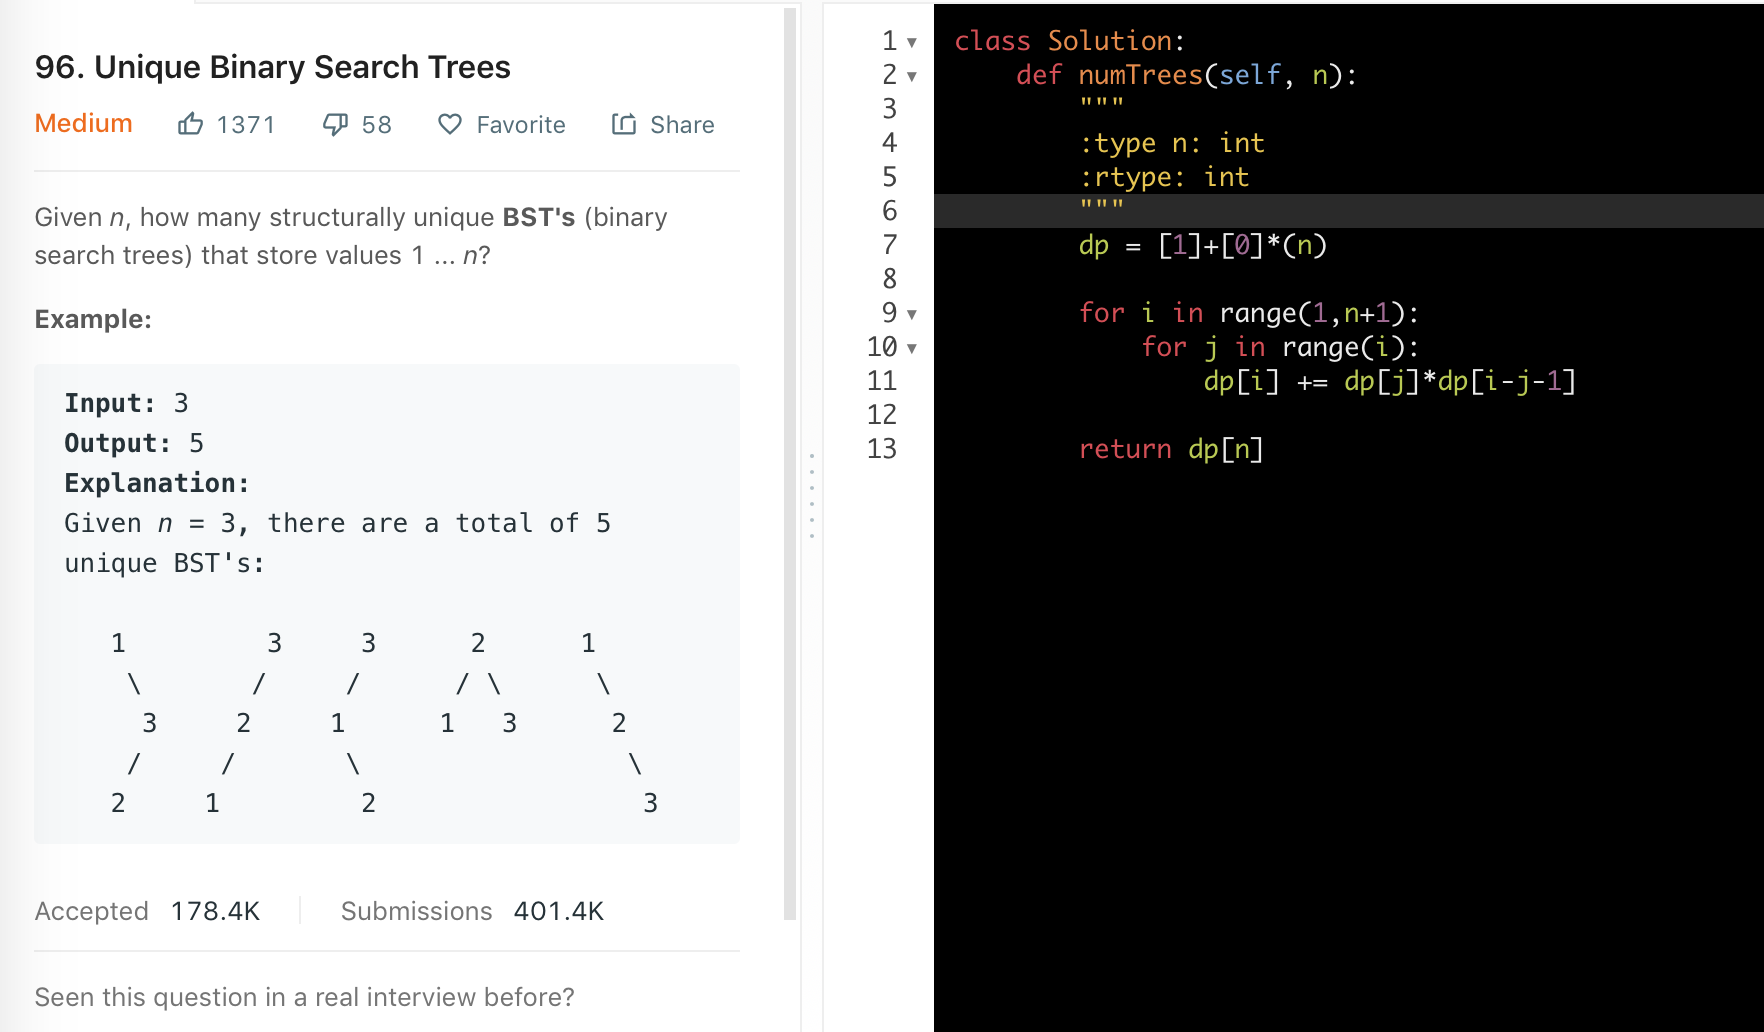 96. Unique Binary Search Trees
Medium 1371 58 Favorite Share
Given n, how many structurally unique BST's (binary
search trees) that store values 1 ... n?
Example:
Input: 3
Output: 5
Explanation:
Given n = 3, there are a total of 5
unique BST's:
   1         3     3      2      1
    \       /     /      / \      \
     3     2     1      1   3      2
    /     /       \                 \
   2     1         2                 3
Accepted 178.4K Submissions 401.4K
Seen this question in a real interview before?
1 class Solution:
2     def numTrees(self, n):
3         """
4         :type n: int
5         :rtype: int
6         """
7         dp = [1]+[0]*(n)
8
9         for i in range(1,n+1):
10             for j in range(i):
11                 dp[i] += dp[j]*dp[i-j-1]
12
13         return dp[n]